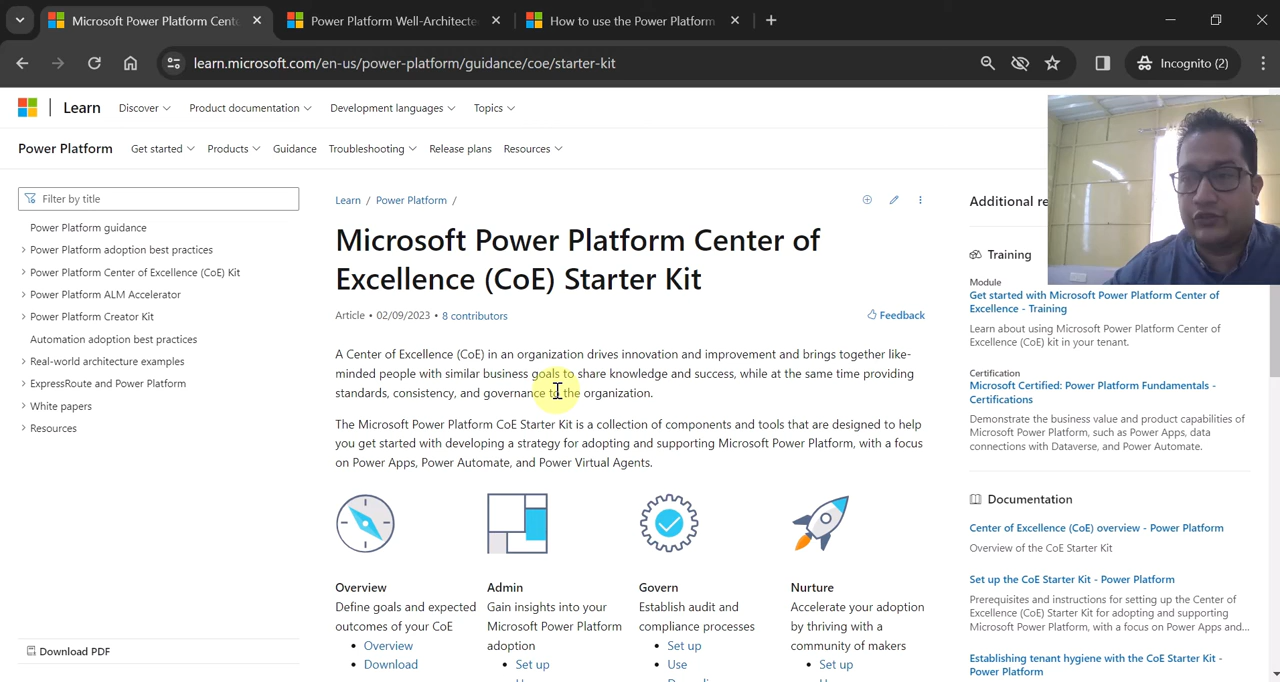 Microsoft Power Platform Cente
Power Platform Well-Architecte
How to use the Power Platform
learn.microsoft.com/en-us/power-platform/guidance/coe/starter-kit
Incognito (2)
Learn
Discover
Product documentation
Development languages
Topics
Power Platform
Get started
Products
Guidance
Troubleshooting
Release plans
Resources
Filter by title
Power Platform guidance
Power Platform adoption best practices
Power Platform Center of Excellence (CoE) Kit
Power Platform ALM Accelerator
Power Platform Creator Kit
Automation adoption best practices
Real-world architecture examples
ExpressRoute and Power Platform
White papers
Resources
Download PDF
Learn / Power Platform /
Microsoft Power Platform Center of
Excellence (CoE) Starter Kit
Article • 02/09/2023 • 8 contributors
Feedback
A Center of Excellence (CoE) in an organization drives innovation and improvement and brings together like-
minded people with similar business goals to share knowledge and success, while at the same time providing
standards, consistency, and governance to the organization.
The Microsoft Power Platform CoE Starter Kit is a collection of components and tools that are designed to help
you get started with developing a strategy for adopting and supporting Microsoft Power Platform, with a focus
on Power Apps, Power Automate, and Power Virtual Agents.
Overview
Define goals and expected
outcomes of your CoE
• Overview
• Download
Admin
Gain insights into your
Microsoft Power Platform
adoption
• Set up
Govern
Establish audit and
compliance processes
• Set up
• Use
Nurture
Accelerate your adoption
by thriving with a
community of makers
• Set up
Additional re
Training
Module
Get started with Microsoft Power Platform Center of
Excellence - Training
Learn about using Microsoft Power Platform Center of
Excellence (CoE) kit in your tenant.
Certification
Microsoft Certified: Power Platform Fundamentals -
Certifications
Demonstrate the business value and product capabilities of
Microsoft Power Platform, such as Power Apps, data
connections with Dataverse, and Power Automate.
Documentation
Center of Excellence (CoE) overview - Power Platform
Overview of the CoE Starter Kit
Set up the CoE Starter Kit - Power Platform
Prerequisites and instructions for setting up the Center of
Excellence (CoE) Starter Kit for adopting and supporting
Microsoft Power Platform, with a focus on Power Apps and...
Establishing tenant hygiene with the CoE Starter Kit -
Power Platform